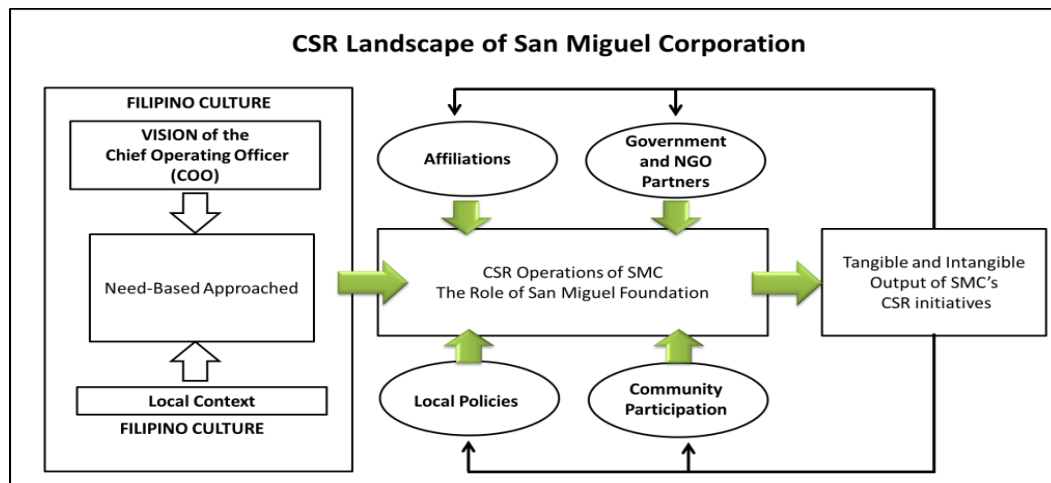 CSR Landscape of San Miguel Corporation
FILIPINO CULTURE
VISION of the
Chief Operating Officer
(COO)
Need-Based Approached
Local Context
FILIPINO CULTURE
Affiliations
Government
and NGO
Partners
CSR Operations of SMC
The Role of San Miguel Foundation
Local Policies
Community
Participation
Tangible and Intangible
Output of SMC’s
CSR initiatives